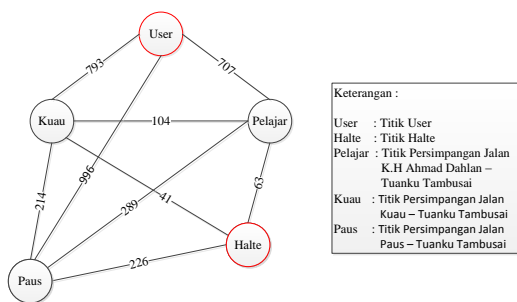 User
793
707
Kuau
104
Pelajar
996
214
289
41
63
Halte
226
Paus
Keterangan :
User : Titik User
Halte : Titik Halte
Pelajar : Titik Persimpangan Jalan
K.H Ahmad Dahlan –
Tuanku Tambusai
Kuau : Titik Persimpangan Jalan
Kuau – Tuanku Tambusai
Paus : Titik Persimpangan Jalan
Paus – Tuanku Tambusai